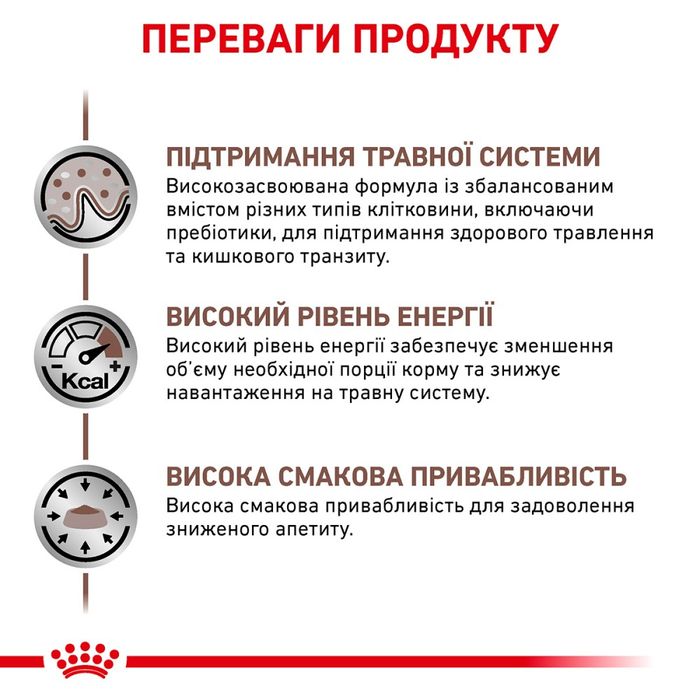 ПЕРЕВАГИ ПРОДУКТУ
ПІДТРИМАННЯ ТРАВНОЇ СИСТЕМИ
Високозасвоювана формула із збалансованим
вмістом різних типів клітковини, включаючи
пребіотики, для підтримання здорового травлення
та кишкового транзиту.
ВИСОКИЙ РІВЕНЬ ЕНЕРГІЇ
Високий рівень енергії забезпечує зменшення
об’єму необхідної порції корму та знижує
навантаження на травну систему.
- +
Kcal
ВИСОКА СМАКОВА ПРИВАБЛИВІСТЬ
Висока смакова привабливість для задоволення
зниженого апетиту.